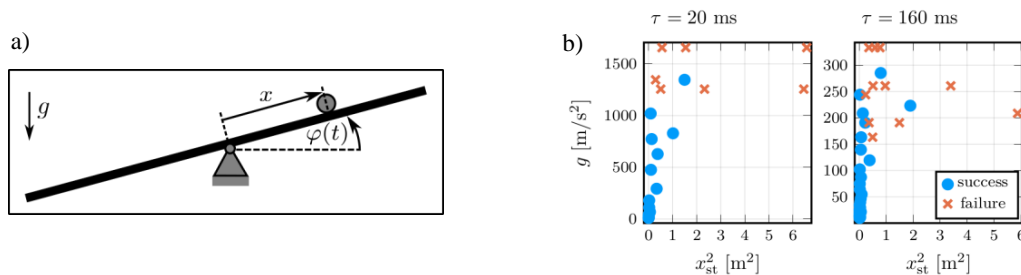 a)
g
x
φ(t)
b)
τ = 20 ms
τ = 160 ms
g [m/s²]
1500
1000
500
0
0 1 2 3 4 5 6
x²st [m²]
300
250
200
150
100
50
0 1 2 3 4 5 6
x²st [m²]
success
failure